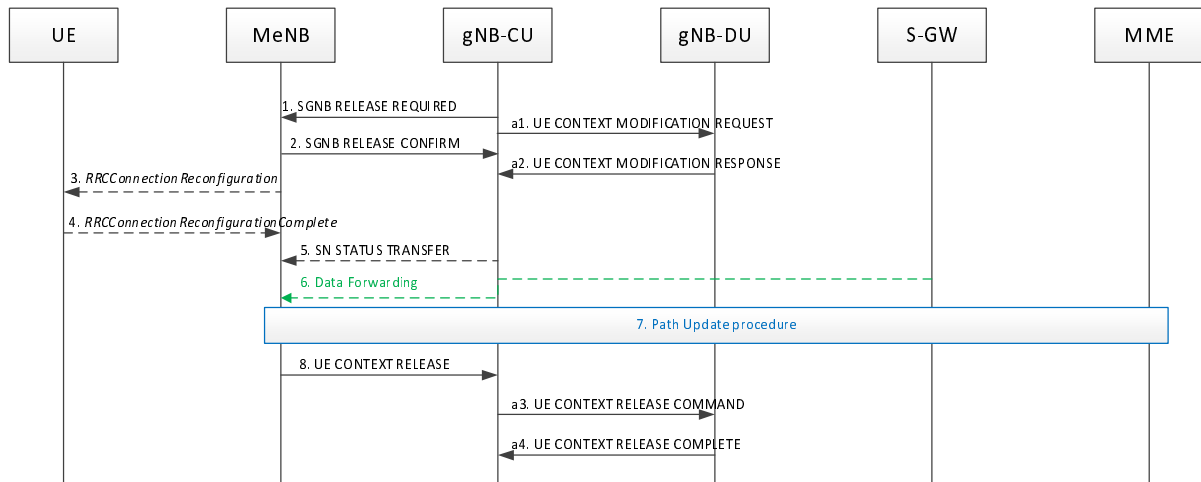 UE
MeNB
gNB-CU
gNB-DU
S-GW
MME
1. SGNB RELEASE REQUIRED
a1. UE CONTEXT MODIFICATION REQUEST
2. SGNB RELEASE CONFIRM
a2. UE CONTEXT MODIFICATION RESPONSE
3. RRCConnectionReconfiguration
4. RRCConnectionReconfigurationComplete
5. SN STATUS TRANSFER
6. Data Forwarding
7. Path Update procedure
8. UE CONTEXT RELEASE
a3. UE CONTEXT RELEASE COMMAND
a4. UE CONTEXT RELEASE COMPLETE